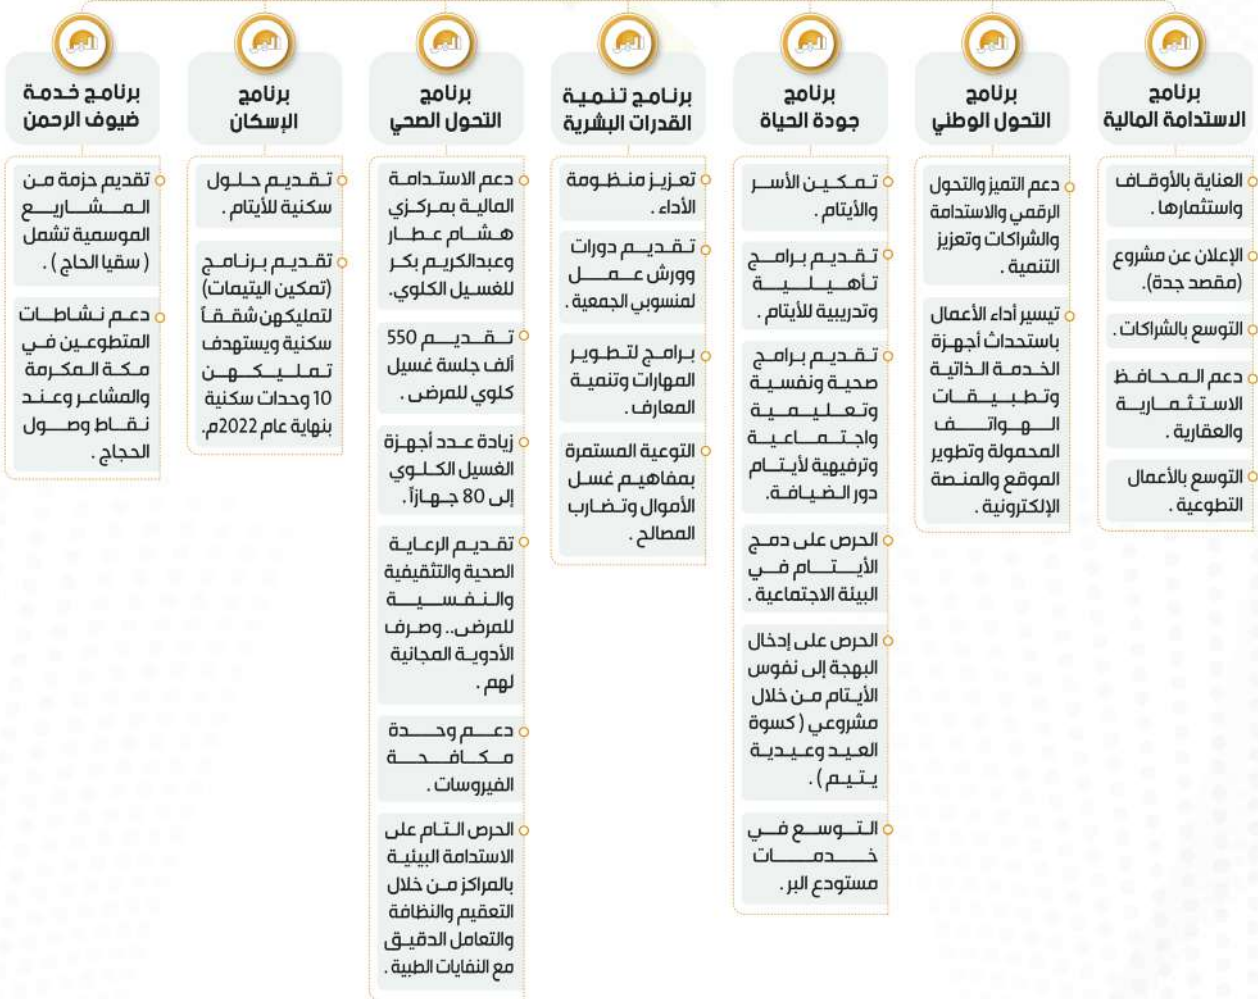 البر
برنامج
الاستدامة المالية
العناية بالأوقاف
واستثمارها .
الإعلان عن مشروع
(مقصد جدة).
التوسع بالشراكات .
دعم المحافظ
الاستثمارية
والعقارية .
التوسع بالأعمال
التطوعية .
البر
برنامج
التحول الوطني
دعم التميز والتحول
الرقمي والاستدامة
والشراكات وتعزيز
التنمية .
تيسير أداء الأعمال
باستحداث أجهزة
الخدمة الذاتية
وتطبيقات
الهواتف
المحمولة وتطوير
الموقع والمنصة
الإلكترونية .
البر
برنامج
جودة الحياة
تمكين الأسر
والأيتام .
تقديم برامج
تأهيلية
وتدريبية للأيتام .
تقديم برامج
صحية ونفسية
وتعليمية
واجتماعية
وترفيهية لأيتام
دور الضيافة.
الحرص على دمج
الأيتام في
البيئة الاجتماعية .
الحرص على إدخال
البهجة إلى نفوس
الأيتام من خلال
مشروعي ( كسوة
العيد وعيدية
يتيم ) .
التوسع في
خدمات
مستودع البر .
البر
برنامج تنمية
القدرات البشرية
تعزيز منظومة
الأداء .
تقديم دورات
وورش عمل
لمنسوبي الجمعية .
برامج لتطوير
المهارات وتنمية
المعارف .
التوعية المستمرة
بمفاهيم غسل
الأموال وتضارب
المصالح .
البر
برنامج
التحول الصحي
دعم الاستدامة
المالية بمركزي
هشام عطار
وعبدالكريم بكر
للغسيل الكلوي.
تقديم 550
ألف جلسة غسيل
كلوي للمرضى .
زيادة عدد أجهزة
الغسيل الكلوي
إلى 80 جهازاً .
تقديم الرعاية
الصحية والتثقيفية
والنفسية
للمرضى.. وصرف
الأدوية المجانية
لهم .
دعم وحدة
مكافحة
الفيروسات .
الحرص التام على
الاستدامة البيئية
بالمراكز من خلال
التعقيم والنظافة
والتعامل الدقيق
مع النفايات الطبية .
البر
برنامج
الإسكان
تقديم حلول
سكنية للأيتام .
تقديم برنامج
(تمكين اليتيمات)
لتمليكهن شققاً
سكنية ويستهدف
تمليكهن
10 وحدات سكنية
بنهاية عام 2022م.
البر
برنامج خدمة
ضيوف الرحمن
تقديم حزمة من
المشاريع
الموسمية تشمل
( سقيا الحاج ) .
دعم نشاطات
المتطوعين في
مكة المكرمة
والمشاعر وعند
نقاط وصول
الحجاج .